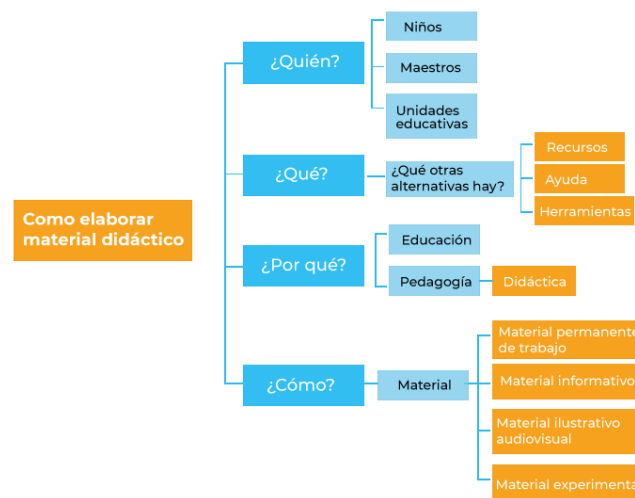 ¿Quién?
Niños
Maestros
Unidades
educativas
¿Qué?
¿Qué otras
alternativas hay?
Recursos
Ayuda
Herramientas
Como elaborar
material didáctico
¿Por qué?
Educación
Pedagogía
Didáctica
¿Cómo?
Material
Material permanente
de trabajo
Material informativo
Material ilustrativo
audiovisual
Material experimenta